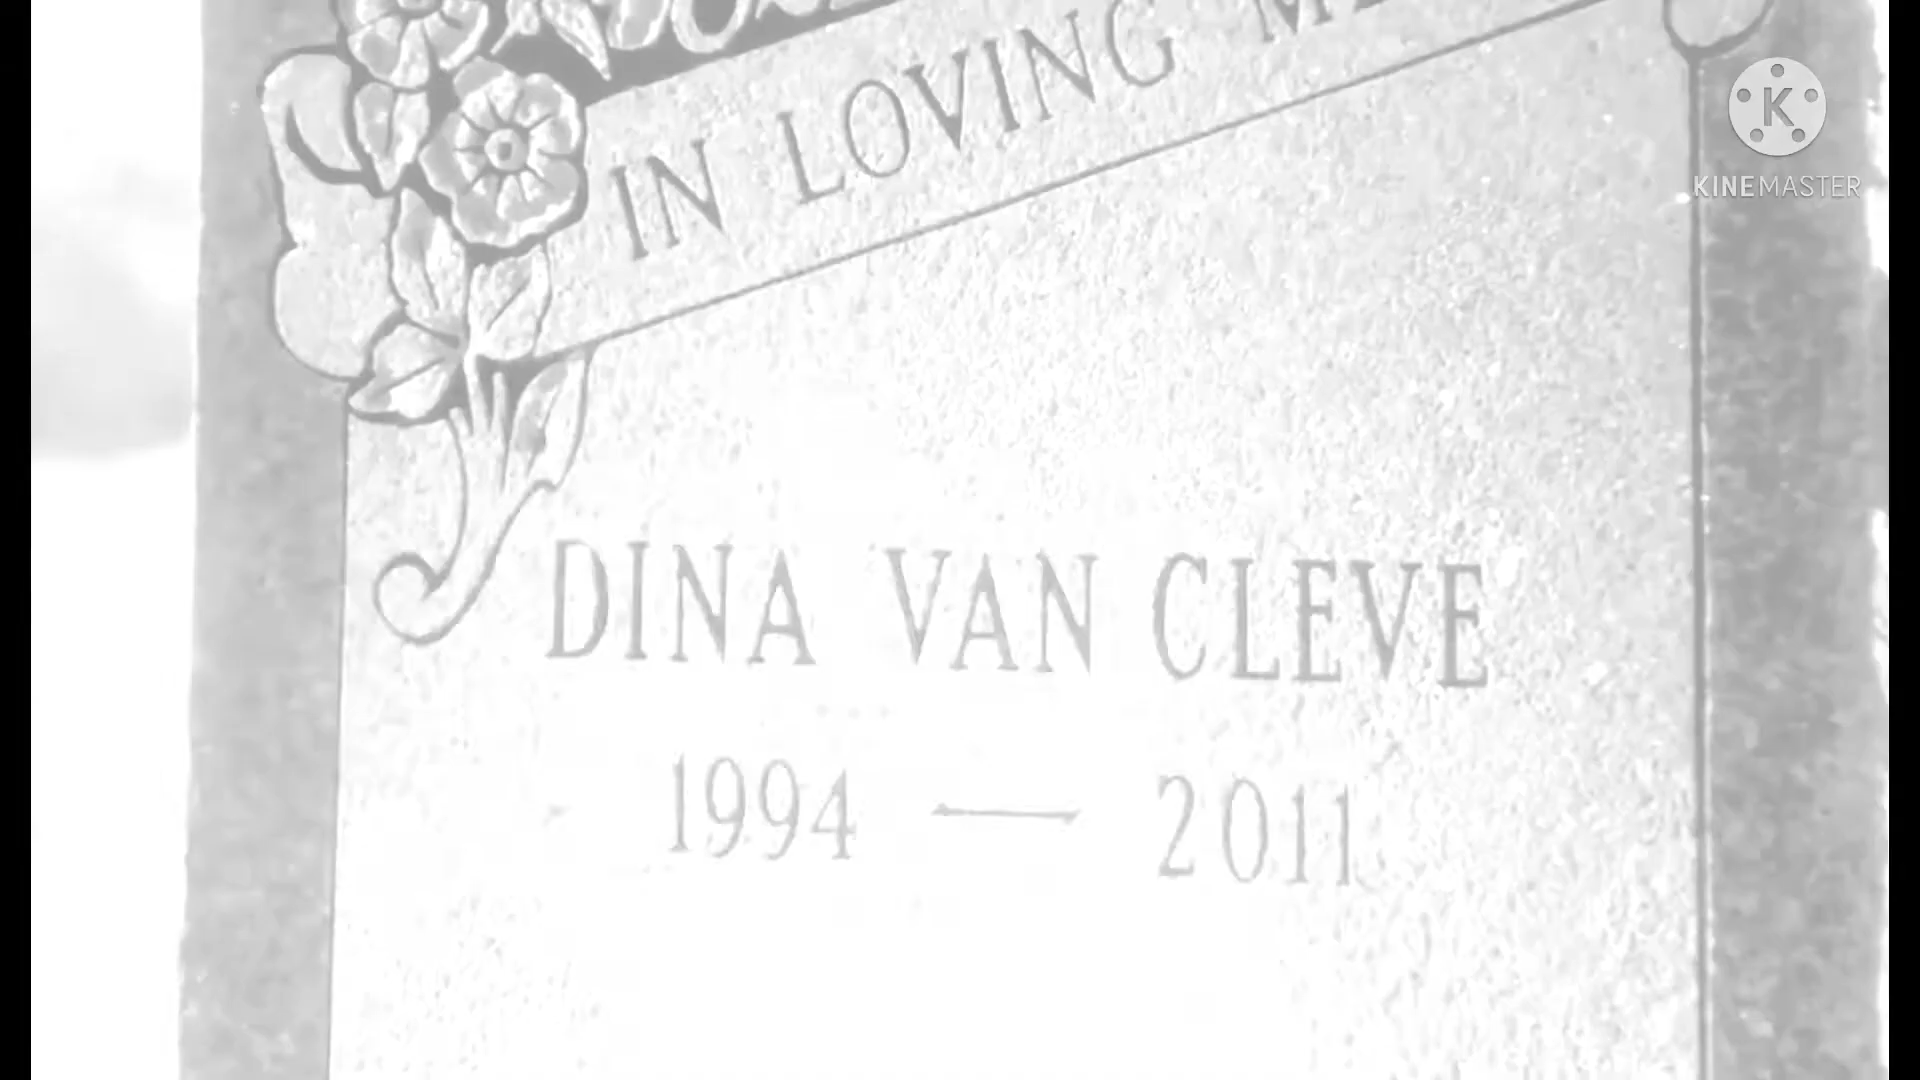 IN LOVING
K
KINEMASTER
DINA VAN CLEVE
1994 — 2011